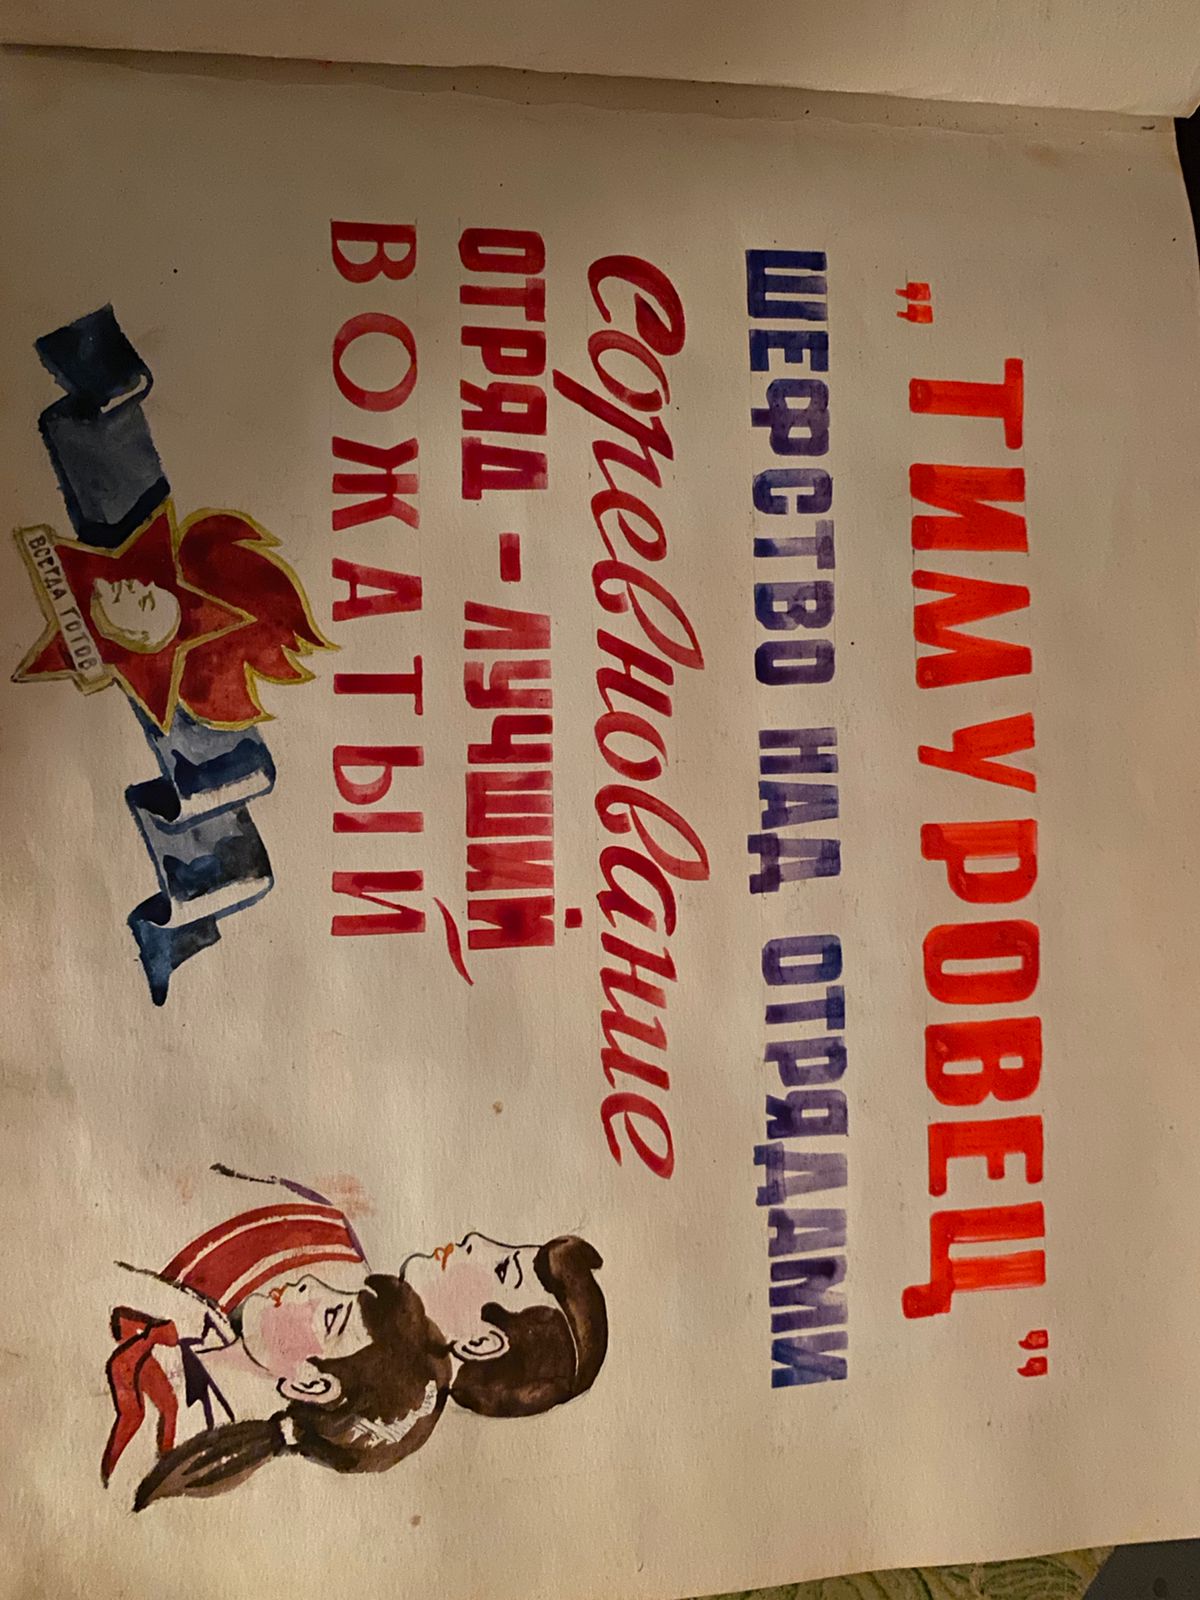 " ТИМУРОВЕЦ "
ШЕФСТВО НАД ОТРЯДАМИ
Соревнование
ОТРЯД - ЛУЧШИЙ
ВОЖАТЫЙ
ВСЕГДА ГОТОВ